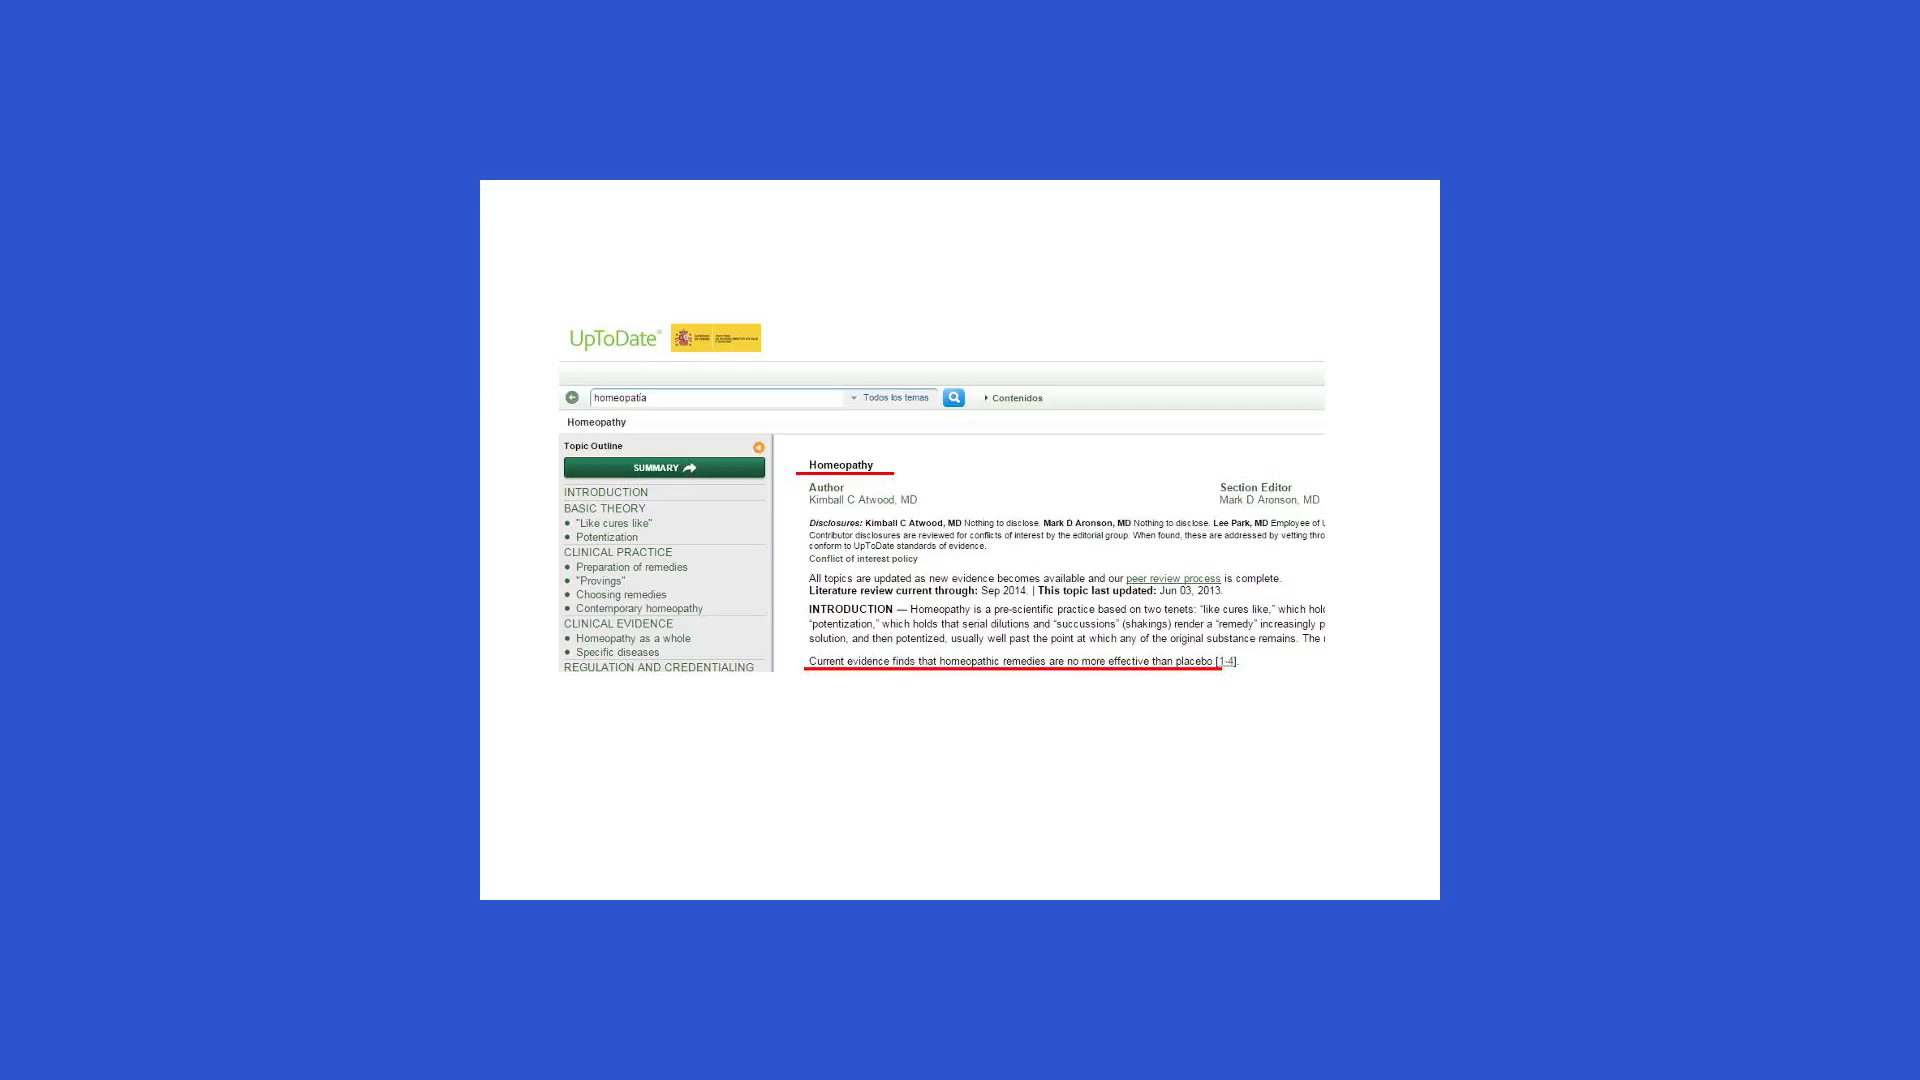 UpToDate®
homeopatía
Todos los temas
Contenidos
Homeopathy
Topic Outline
SUMMARY
INTRODUCTION
BASIC THEORY
"Like cures like"
Potentization
CLINICAL PRACTICE
Preparation of remedies
"Provings"
Choosing remedies
Contemporary homeopathy
CLINICAL EVIDENCE
Homeopathy as a whole
Specific diseases
REGULATION AND CREDENTIALING
Homeopathy
Author
Kimball C Atwood, MD
Section Editor
Mark D Aronson, MD
Disclosures: Kimball C Atwood, MD Nothing to disclose. Mark D Aronson, MD Nothing to disclose. Lee Park, MD Employee of
Contributor disclosures are reviewed for conflicts of interest by the editorial group. When found, these are addressed by vetting thro
conform to UpToDate standards of evidence.
Conflict of interest policy
All topics are updated as new evidence becomes available and our peer review process is complete.
Literature review current through: Sep 2014. | This topic last updated: Jun 03, 2013.
INTRODUCTION — Homeopathy is a pre-scientific practice based on two tenets: “like cures like,” which hold
“potentization,” which holds that serial dilutions and “succussions” (shakings) render a “remedy” increasingly p
solution, and then potentized, usually well past the point at which any of the original substance remains. The
Current evidence finds that homeopathic remedies are no more effective than placebo [1-4].